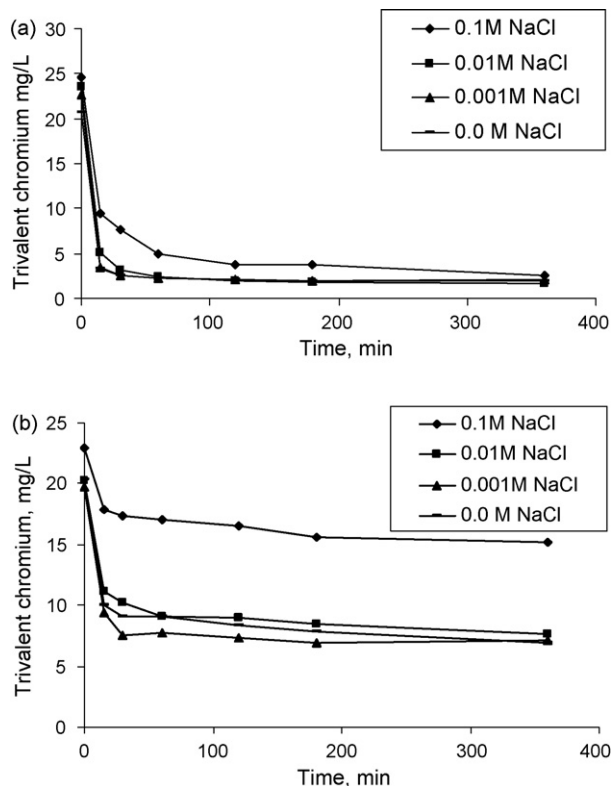 (a)
Trivalent chromium mg/L
30
25
20
15
10
5
0
0
100
200
300
400
Time, min
0.1M NaCl
0.01M NaCl
0.001M NaCl
0.0 M NaCl
(b)
Trivalent chromium, mg/L
25
20
15
10
5
0
0
100
200
300
400
Time, min
0.1M NaCl
0.01M NaCl
0.001M NaCl
0.0 M NaCl